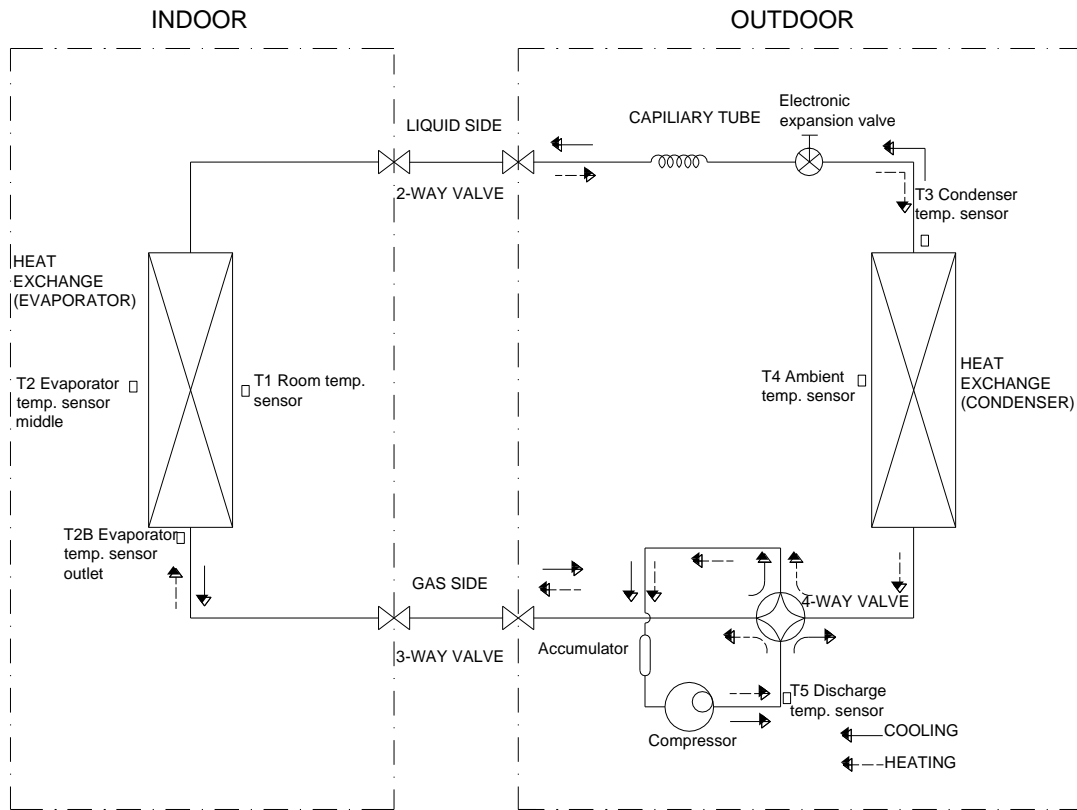 INDOOR
OUTDOOR
Electronic
expansion valve
LIQUID SIDE
CAPILIARY TUBE
2-WAY VALVE
T3 Condenser
temp. sensor
HEAT
EXCHANGE
(EVAPORATOR)
T2 Evaporator
temp. sensor
middle
T1 Room temp.
sensor
T4 Ambient
temp. sensor
HEAT
EXCHANGE
(CONDENSER)
T2B Evaporator
temp. sensor
outlet
GAS SIDE
4-WAY VALVE
3-WAY VALVE
Accumulator
T5 Discharge
temp. sensor
Compressor
COOLING
HEATING